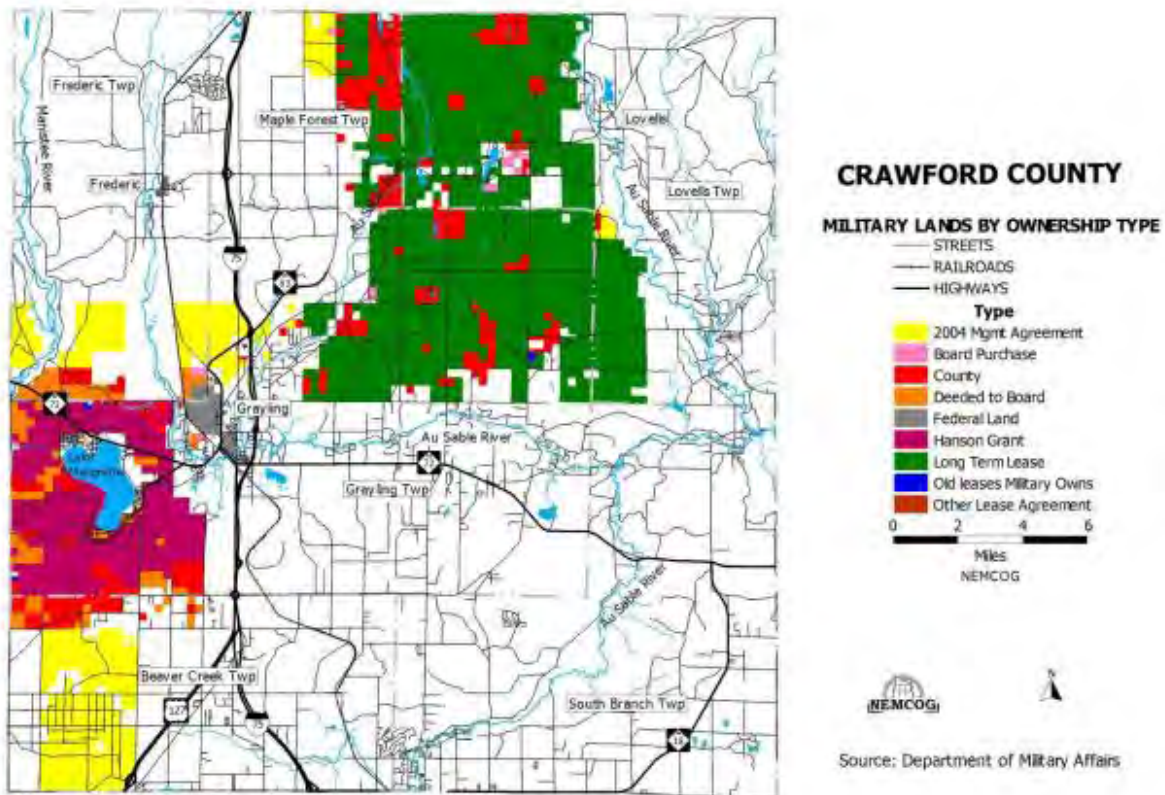 Frederic Twp
Manistee River
Maple Forest Twp
Lovells
Frederic
Lovells Twp
Au Sable River
75
93
72
Grayling
Au Sable River
72
Lake
Margrethe
Grayling Twp
Au Sable River
Beaver Creek Twp
127
75
South Branch Twp
18
CRAWFORD COUNTY
MILITARY LANDS BY OWNERSHIP TYPE
STREETS
RAILROADS
HIGHWAYS
Type
2004 Mgmt Agreement
Board Purchase
County
Deeded to Board
Federal Land
Hanson Grant
Long Term Lease
Old leases Military Owns
Other Lease Agreement
0 2 4 6
Miles
NEMCOG
NEMCOG
N
Source: Department of Military Affairs